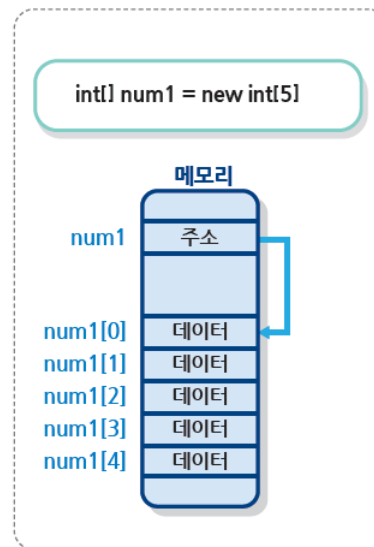 int[] num1 = new int[5]
메모리
num1 주소
num1[0] 데이터
num1[1] 데이터
num1[2] 데이터
num1[3] 데이터
num1[4] 데이터